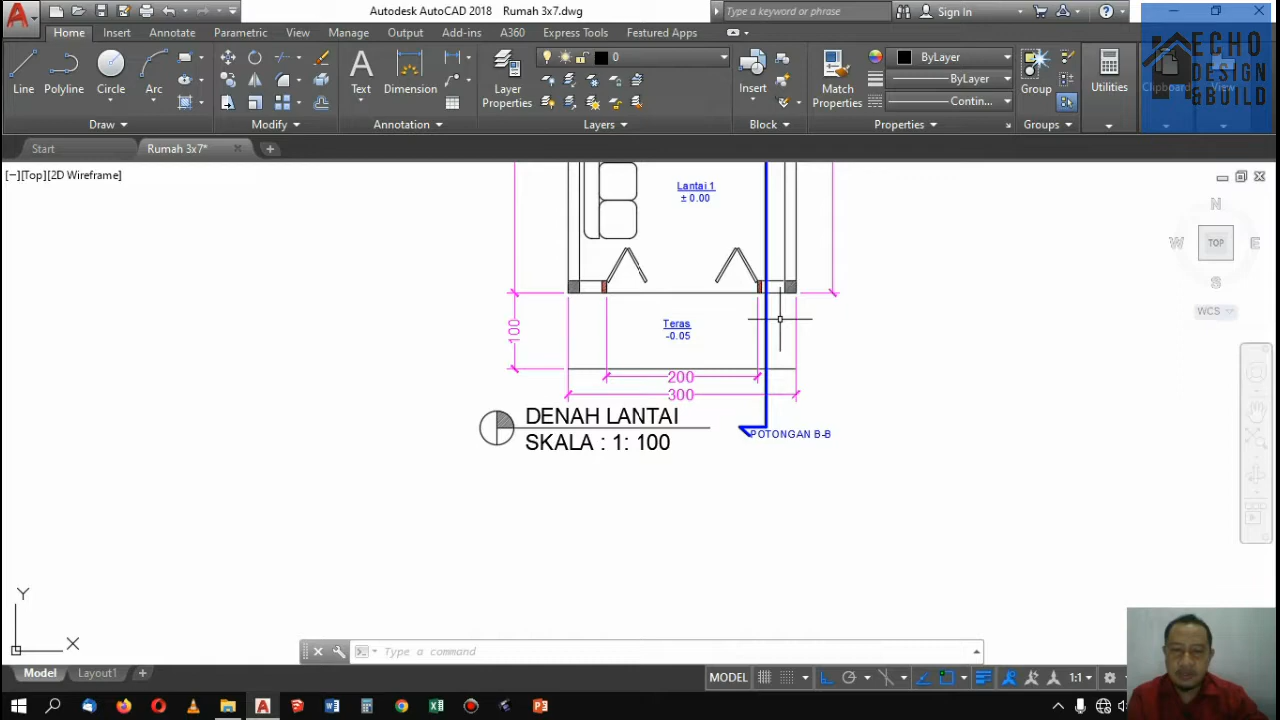 Autodesk AutoCAD 2018 Rumah 3x7.dwg
Type a keyword or phrase
Sign In
Home Insert Annotate Parametric View Manage Output Add-ins A360 Express Tools Featured Apps
ECHO
DESIGN
&BUILD
Line Polyline Circle Arc
Text Dimension
Layer
Properties
0
Insert
Match
Properties
ByLayer
ByLayer
Contin...
Group
Utilities
Clipboard
View
Draw Modify Annotation Layers Block Properties Groups
Start Rumah 3x7*
[−][Top][2D Wireframe]
N
W TOP E
S
WCS
Lantai 1
± 0.00
100
Teras
-0.05
200
300
DENAH LANTAI
SKALA : 1: 100
POTONGAN B-B
Y
X
Type a command
Model Layout1
MODEL
1:1